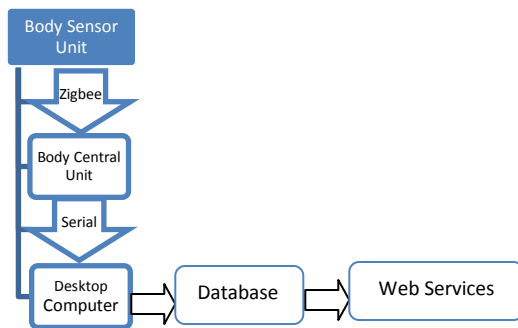 Body Sensor
Unit
Zigbee
Body Central
Unit
Serial
Desktop
Computer
Database
Web Services